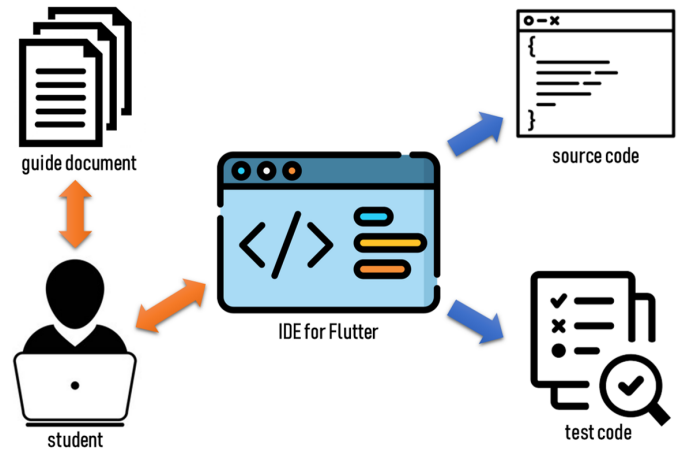 guide document
source code
IDE for Flutter
student
test code